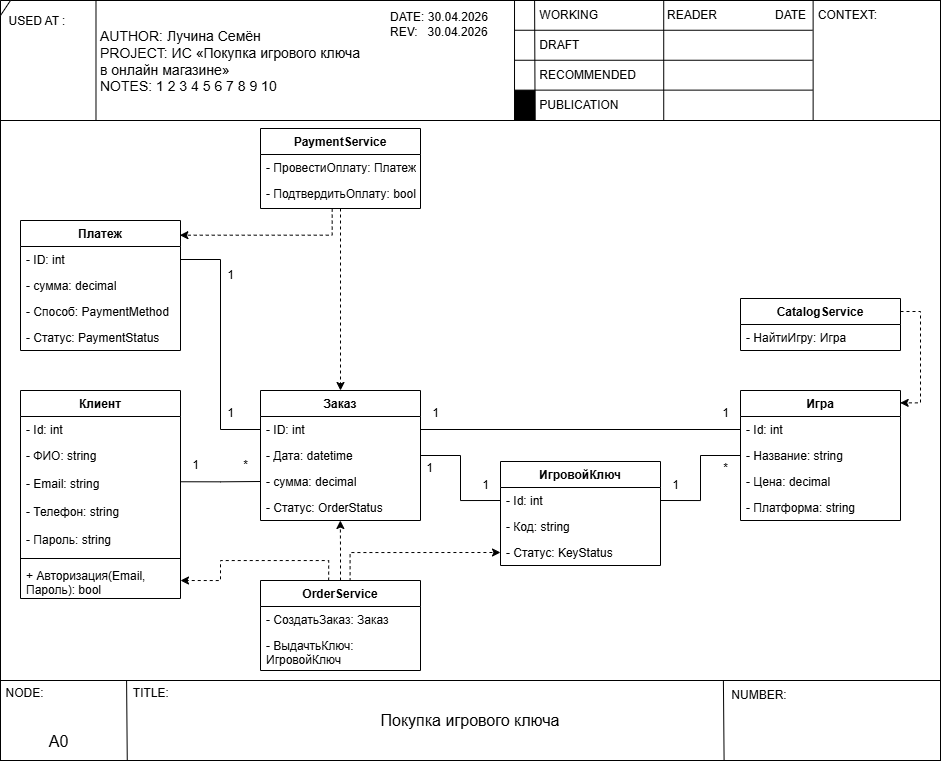 USED AT :
AUTHOR: Лучина Семён
PROJECT: ИС «Покупка игрового ключа
в онлайн магазине»
NOTES: 1 2 3 4 5 6 7 8 9 10
DATE: 30.04.2026
REV: 30.04.2026
WORKING
DRAFT
RECOMMENDED
PUBLICATION
READER DATE
CONTEXT:
PaymentService
- ПровестиОплату: Платеж
- ПодтвердитьОплату: bool
Платеж
- ID: int
- сумма: decimal
- Способ: PaymentMethod
- Статус: PaymentStatus
1
1
CatalogService
- НайтиИгру: Игра
Клиент
- Id: int
- ФИО: string
- Email: string
- Телефон: string
- Пароль: string
+ Авторизация(Email,
Пароль): bool
1 *
Заказ
- ID: int
- Дата: datetime
- сумма: decimal
- Статус: OrderStatus
1 1
1 1
ИгровойКлюч
- Id: int
- Код: string
- Статус: KeyStatus
1 *
Игра
- Id: int
- Название: string
- Цена: decimal
- Платформа: string
OrderService
- СоздатьЗаказ: Заказ
- ВыдачтьКлюч:
ИгровойКлюч
NODE:
A0
TITLE:
Покупка игрового ключа
NUMBER: